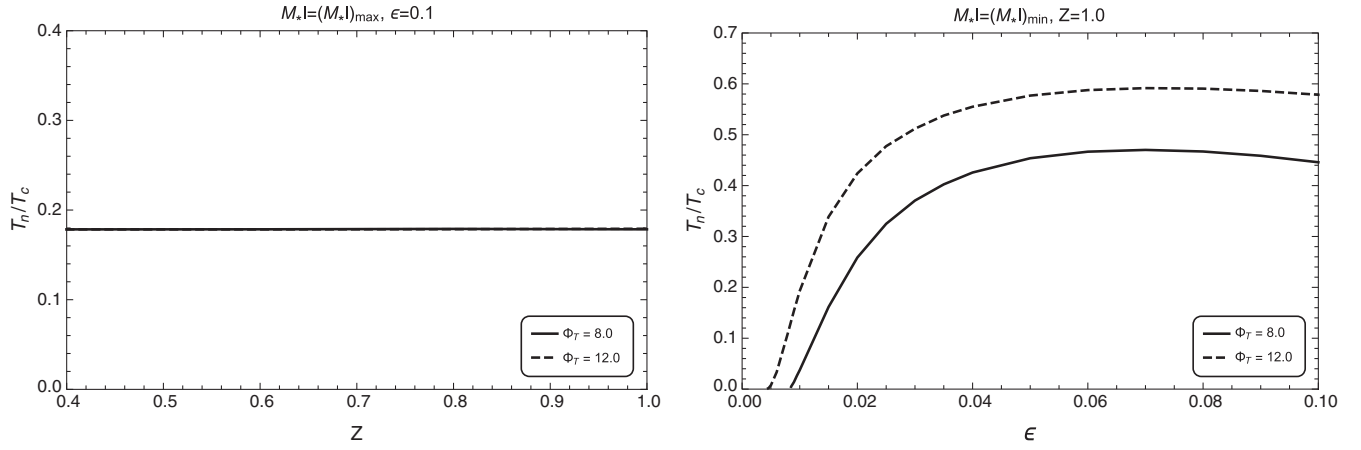 M⁎l=(M⁎l)max, ϵ=0.1
0.4
0.3
0.2
0.1
0.0
Tn/Tc
0.4 0.5 0.6 0.7 0.8 0.9 1.0
Z
ΦT = 8.0
ΦT = 12.0
M⁎l=(M⁎l)min, Z=1.0
0.7
0.6
0.5
0.4
0.3
0.2
0.1
0.0
Tn/Tc
0.00 0.02 0.04 0.06 0.08 0.10
ϵ
ΦT = 8.0
ΦT = 12.0